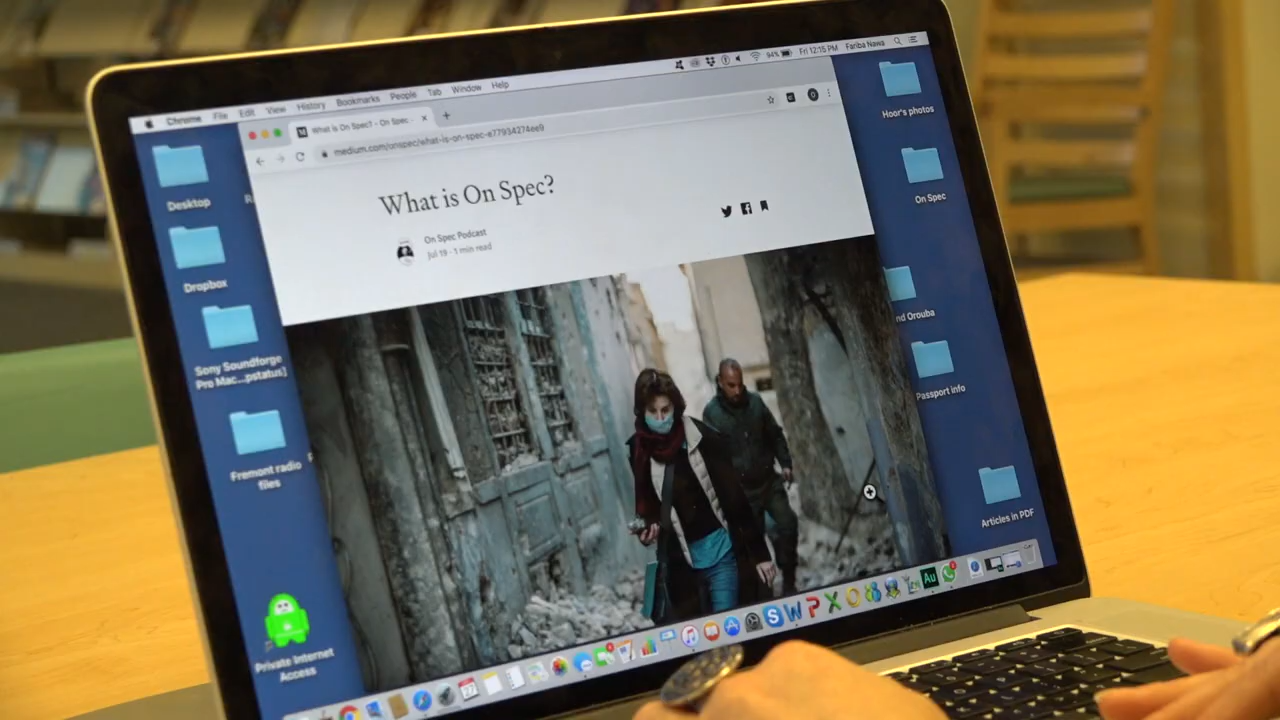 Chrome File Edit View History Bookmarks People Tab Window Help
94% Fri 12:15 PM Fariba Nawa
What is On Spec? - On Spec -
medium.com/onspec/what-is-on-spec-e77934274ee9
What is On Spec?
On Spec Podcast
Jul 19 · 1 min read
Desktop
Dropbox
Sony Soundforge
Pro Mac...pstatus]
Fremont radio
files
Private Internet
Access
Hoor's photos
On Spec
nd Orouba
Passport info
Articles in PDF
27
Au